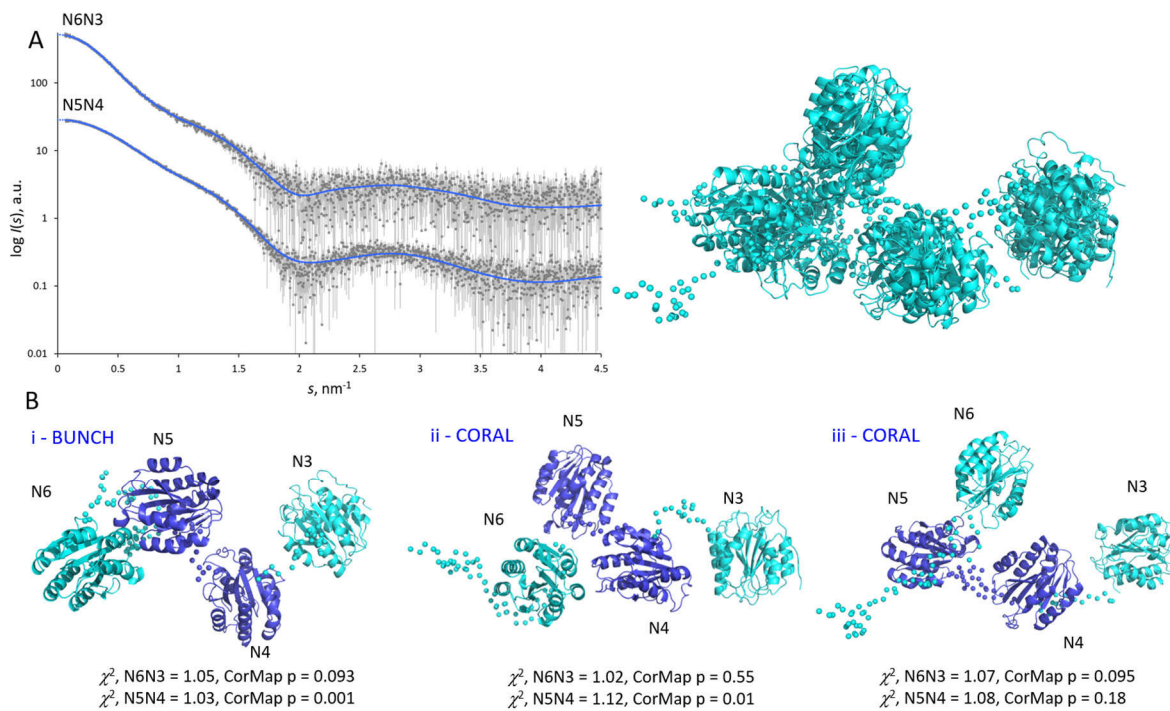 A
N6N3
N5N4
log I(s), a.u.
100
10
1
0.1
0.01
0
0.5
1
1.5
2
2.5
3
3.5
4
4.5
s, nm⁻¹
B
i - BUNCH
N5
N6
N3
N4
χ², N6N3 = 1.05, CorMap p = 0.093
χ², N5N4 = 1.03, CorMap p = 0.001
ii - CORAL
N5
N6
N3
N4
χ², N6N3 = 1.02, CorMap p = 0.55
χ², N5N4 = 1.12, CorMap p = 0.01
iii - CORAL
N6
N5
N3
N4
χ², N6N3 = 1.07, CorMap p = 0.095
χ², N5N4 = 1.08, CorMap p = 0.18